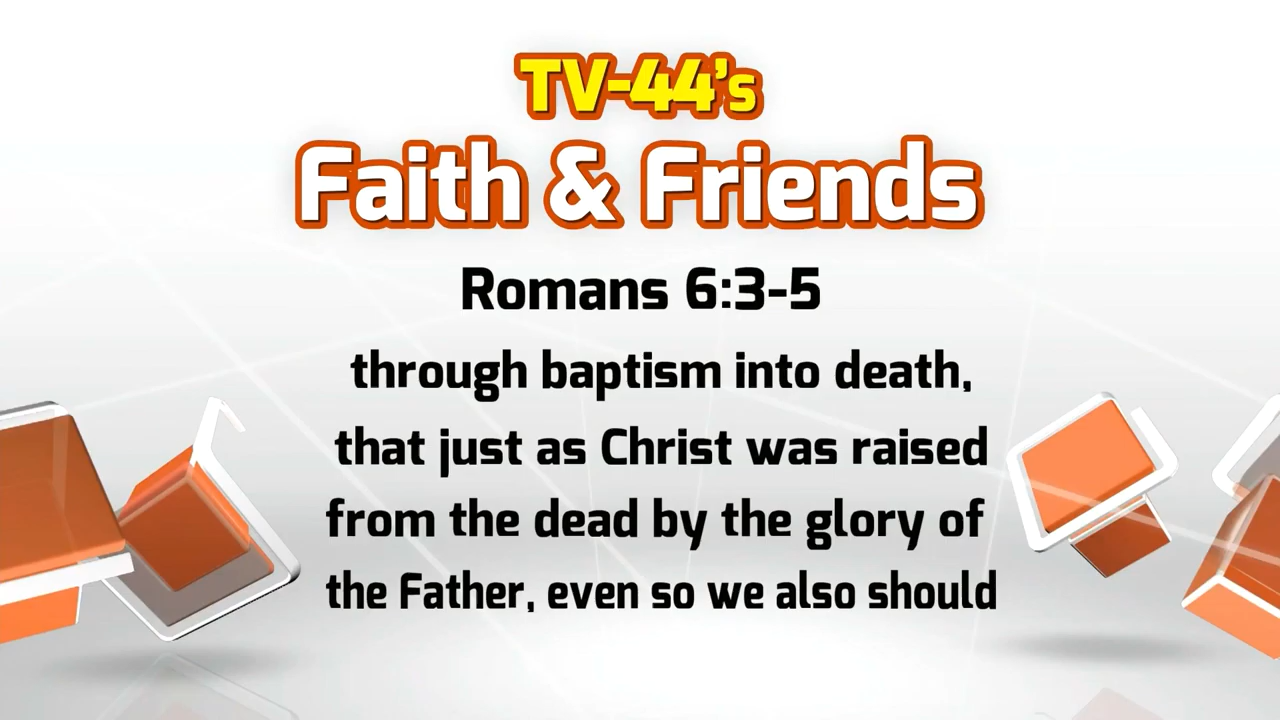 TV-44's
Faith & Friends
Romans 6:3-5
through baptism into death,
that just as Christ was raised
from the dead by the glory of
the Father, even so we also should